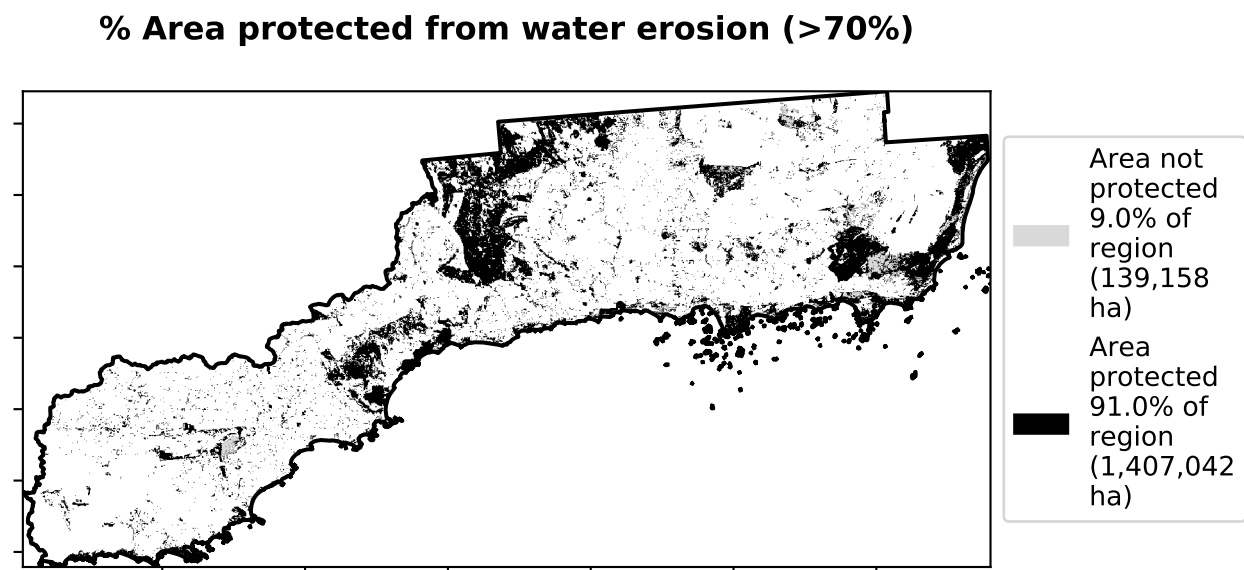 % Area protected from water erosion (>70%)
Area not
protected
9.0% of
region
(139,158
ha)
Area
protected
91.0% of
region
(1,407,042
ha)